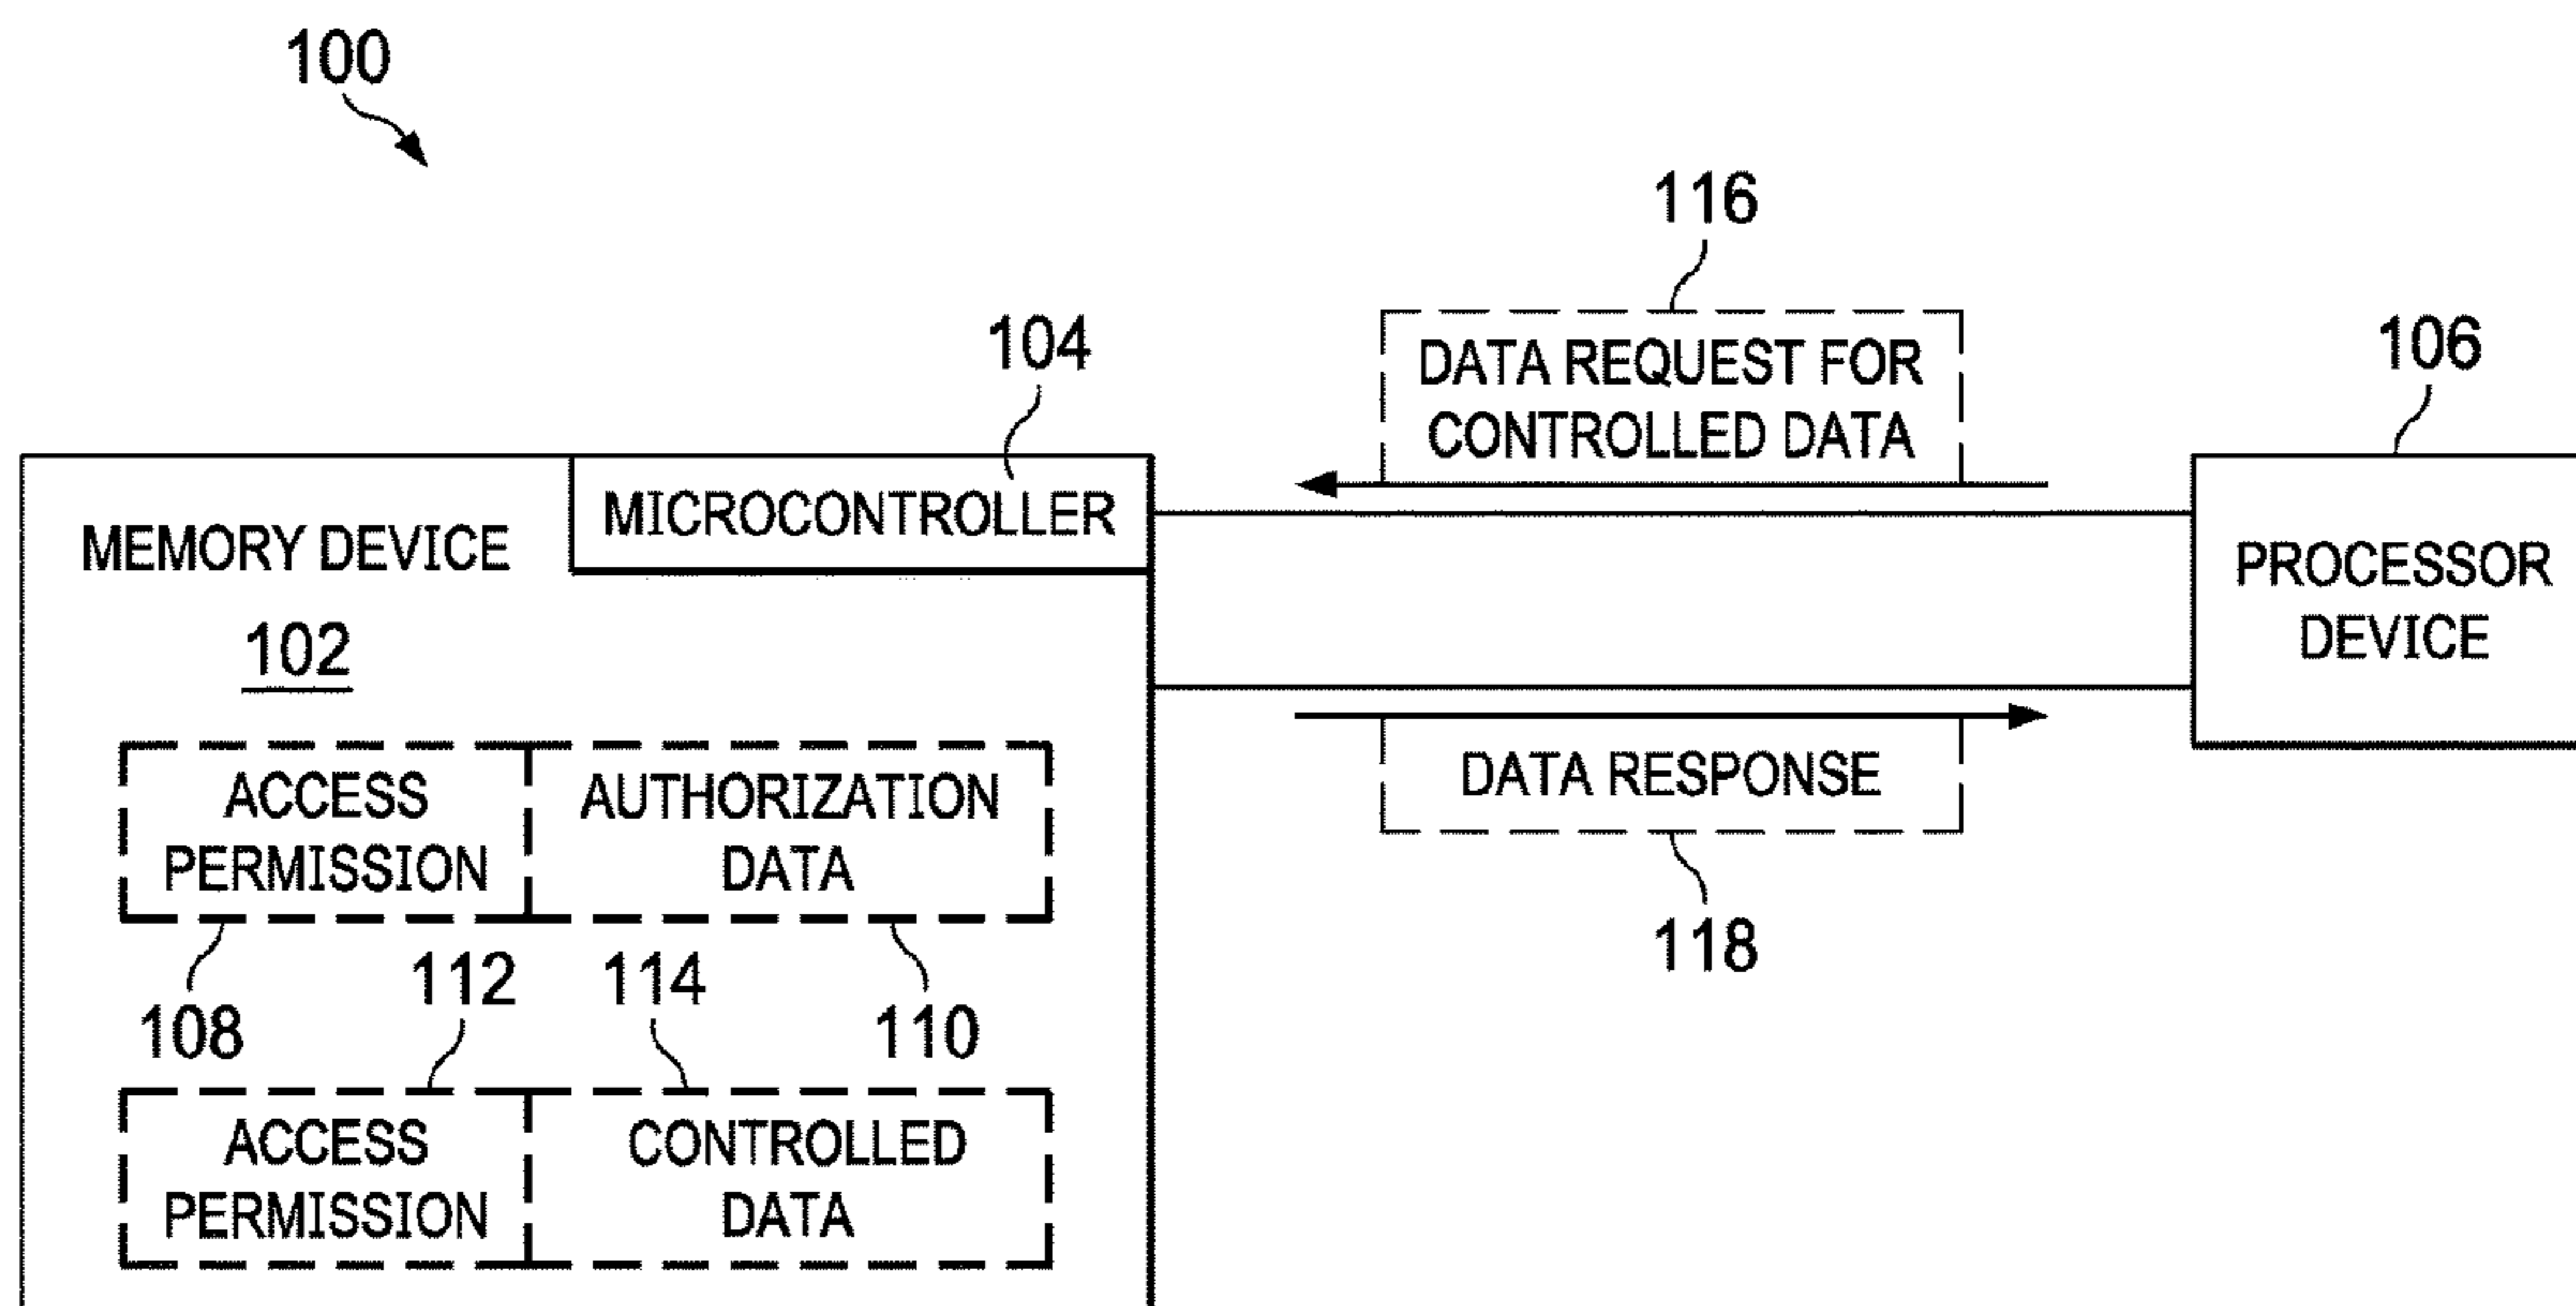 100
116
DATA REQUEST FOR
CONTROLLED DATA
104
106
MICROCONTROLLER
MEMORY DEVICE
102
PROCESSOR
DEVICE
ACCESS
PERMISSION
AUTHORIZATION
DATA
DATA RESPONSE
118
108
112
114
110
ACCESS
PERMISSION
CONTROLLED
DATA